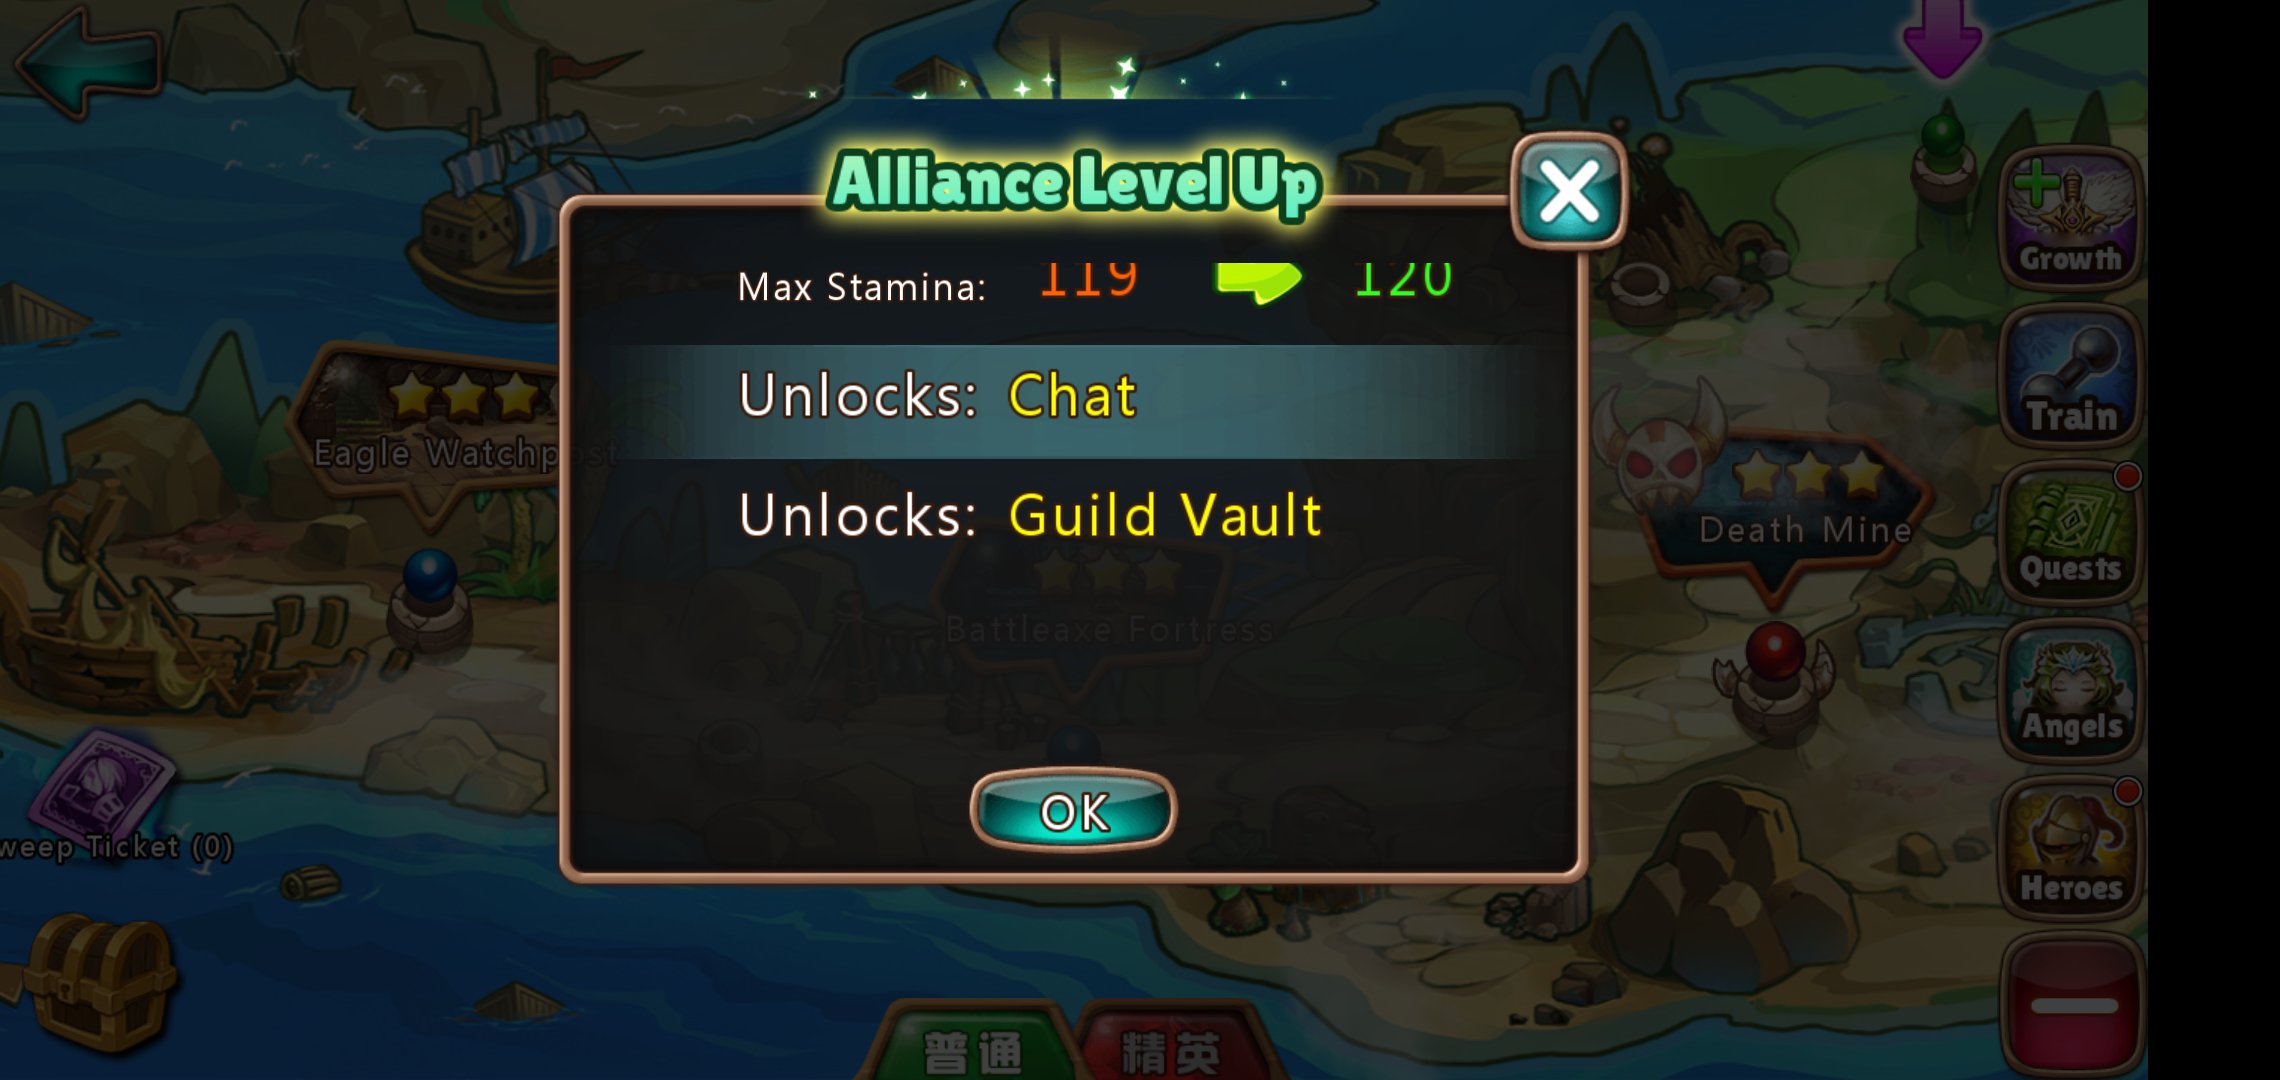 Alliance Level Up
Max Stamina: 119 120
Unlocks: Chat
Unlocks: Guild Vault
OK
Eagle Watchpost
Battleaxe Fortress
Death Mine
Growth
Train
Quests
Angels
Heroes
weep Ticket (0)
普通
精英